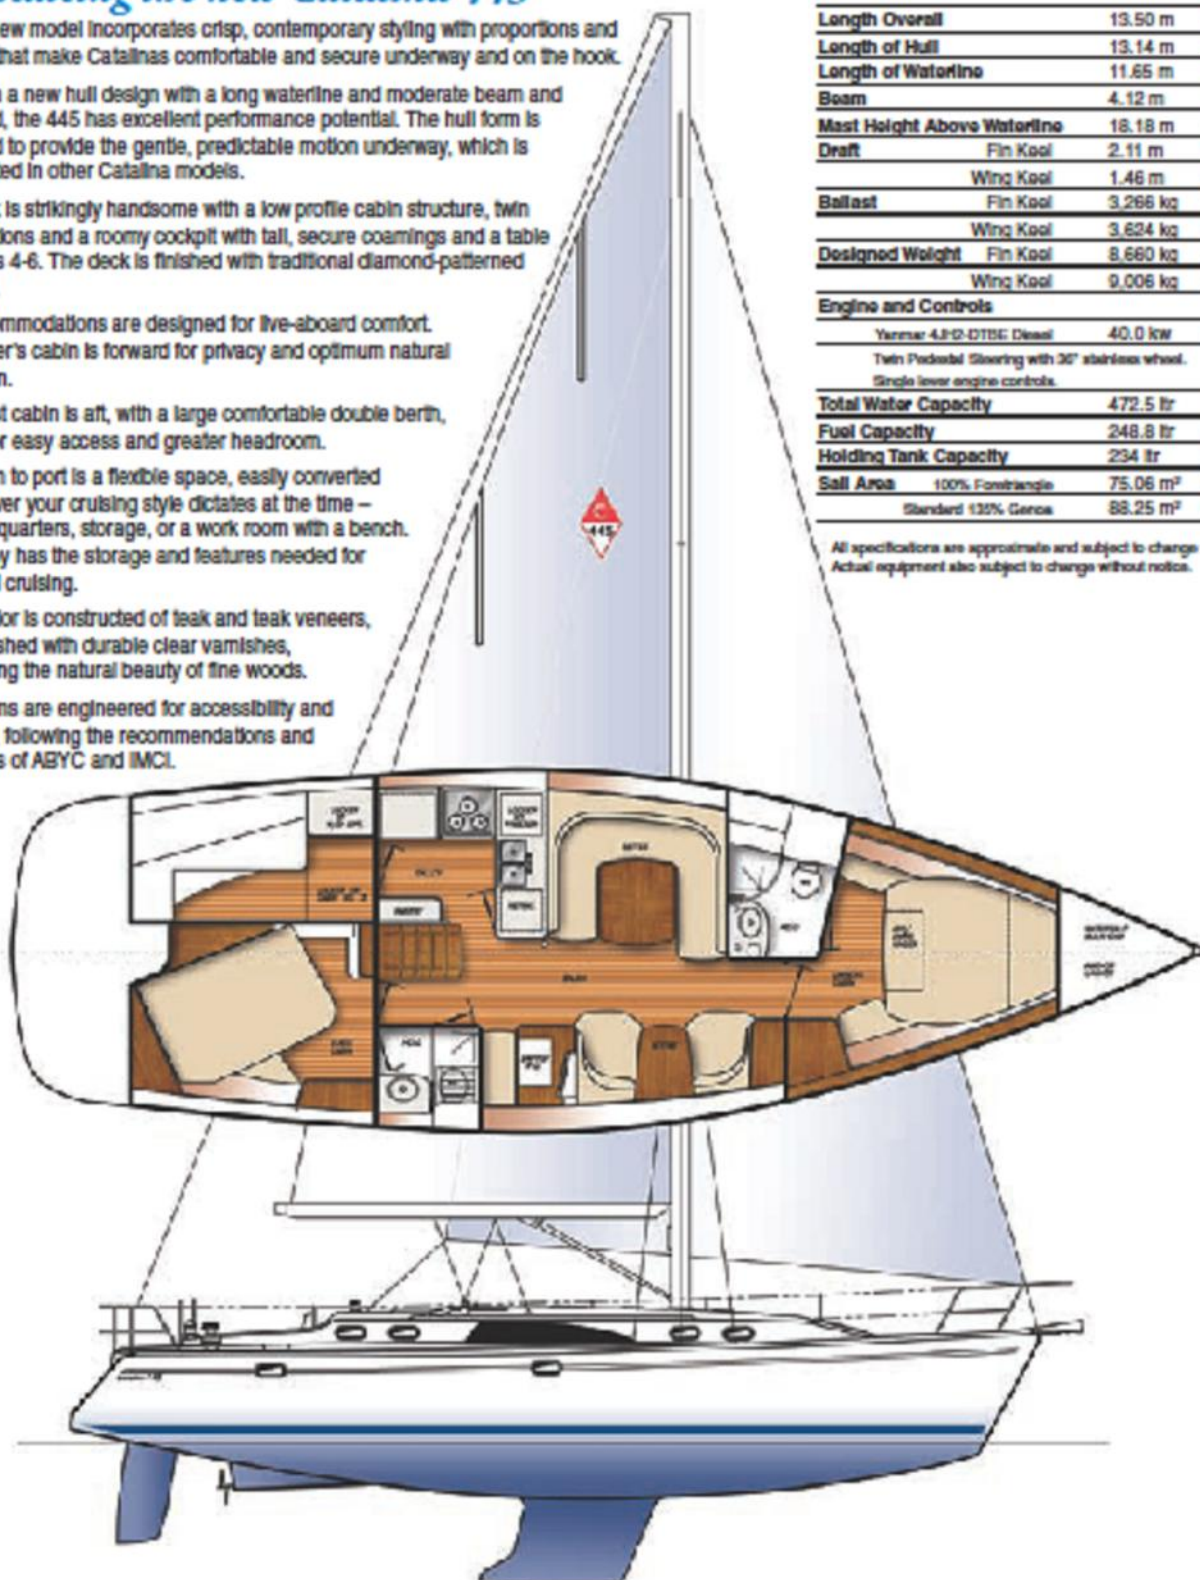 new Catalina 445
ew model incorporates crisp, contemporary styling with proportions and
that make Catalinas comfortable and secure underway and on the hook.
a new hull design with a long waterline and moderate beam and
, the 445 has excellent performance potential. The hull form is
d to provide the gentle, predictable motion underway, which is
ted in other Catalina models.
is strikingly handsome with a low profile cabin structure, twin
ions and a roomy cockpit with tall, secure coamings and a table
s 4-6. The deck is finished with traditional diamond-patterned
ommodations are designed for live-aboard comfort.
er's cabin is forward for privacy and optimum natural
n.
st cabin is aft, with a large comfortable double berth,
r easy access and greater headroom.
n to port is a flexible space, easily converted
ver your cruising style dictates at the time –
quarters, storage, or a work room with a bench.
y has the storage and features needed for
d cruising.
ior is constructed of teak and teak veneers,
shed with durable clear varnishes,
ng the natural beauty of fine woods.
ms are engineered for accessibility and
following the recommendations and
s of ABYC and IMCI.
Length Overall 13.50 m
Length of Hull 13.14 m
Length of Waterline 11.65 m
Beam 4.12 m
Mast Height Above Waterline 18.18 m
Draft Fin Keel 2.11 m
Wing Keel 1.46 m
Ballast Fin Keel 3,266 kg
Wing Keel 3,624 kg
Designed Weight Fin Keel 8,660 kg
Wing Keel 9,006 kg
Engine and Controls
Yanmar 4JH2-DTBE Diesel 40.0 kw
Twin Pedestal Steering with 36" stainless wheel.
Single lever engine controls.
Total Water Capacity 472.5 ltr
Fuel Capacity 248.8 ltr
Holding Tank Capacity 234 ltr
Sail Area 100% Foretriangle 75.06 m²
Standard 135% Genoa 88.25 m²
All specifications are approximate and subject to change
Actual equipment also subject to change without notice.
C
445